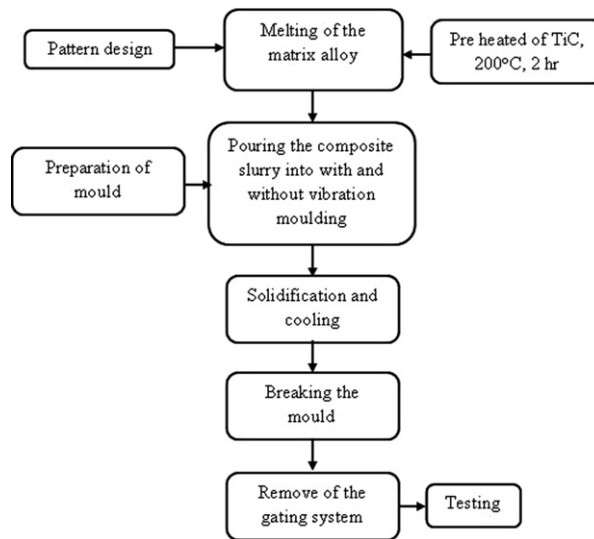 Pattern design
Melting of the
matrix alloy
Pre heated of TiC,
200°C, 2 hr
Preparation of
mould
Pouring the composite
slurry into with and
without vibration
moulding
Solidification and
cooling
Breaking the
mould
Remove of the
gating system
Testing